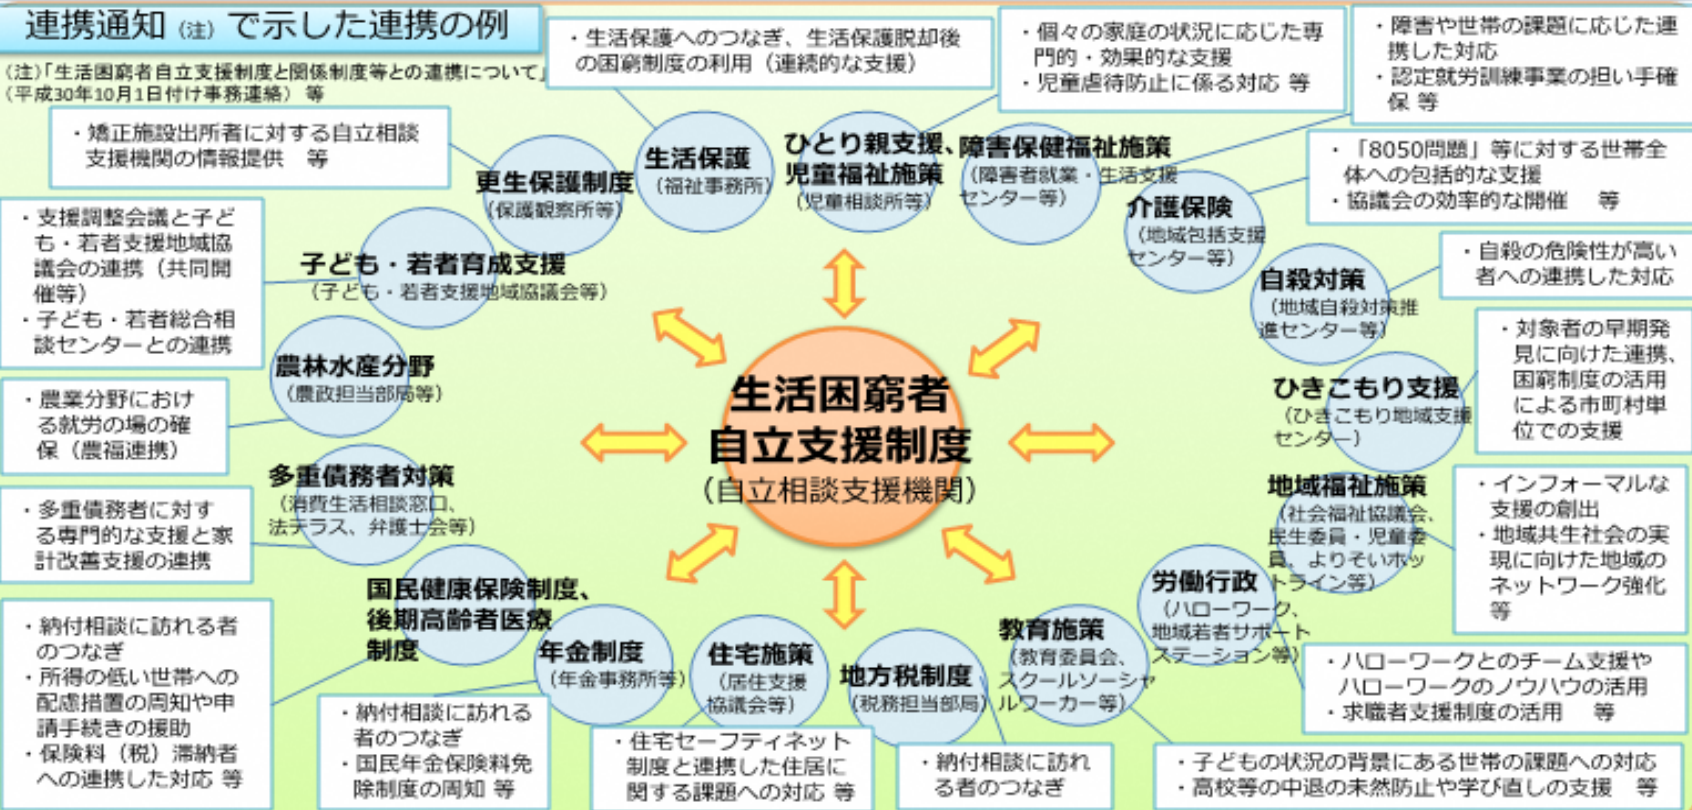 連携通知（注）で示した連携の例
（注）「生活困窮者自立支援制度と関係制度等との連携について」
（平成30年10月1日付け事務連絡） 等
・生活保護へのつなぎ、生活保護脱却後
の困窮制度の利用（連続的な支援）
・個々の家庭の状況に応じた専
門的・効果的な支援
・児童虐待防止に係る対応 等
・障害や世帯の課題に応じた連
携した対応
・認定就労訓練事業の担い手確
保 等
・矯正施設出所者に対する自立相談
支援機関の情報提供　等
・「8050問題」等に対する世帯全
体への包括的な支援
・協議会の効率的な開催　等
・支援調整会議と子ど
も・若者支援地域協
議会の連携（共同開
催等）
・子ども・若者総合相
談センターとの連携
・自殺の危険性が高い
者への連携した対応
・対象者の早期発
見に向けた連携、
困窮制度の活用
による市町村単
位での支援
・農業分野におけ
る就労の場の確
保（農福連携）
・多重債務者に対す
る専門的な支援と家
計改善支援の連携
・インフォーマルな
支援の創出
・地域共生社会の実
現に向けた地域の
ネットワーク強化
等
・納付相談に訪れる者
のつなぎ
・所得の低い世帯への
配慮措置の周知や申
請手続きの援助
・保険料（税）滞納者
への連携した対応 等
・納付相談に訪れる
者のつなぎ
・国民年金保険料免
除制度の周知 等
・住宅セーフティネット
制度と連携した住居に
関する課題への対応 等
・納付相談に訪れ
る者のつなぎ
・ハローワークとのチーム支援や
ハローワークのノウハウの活用
・求職者支援制度の活用　等
・子どもの状況の背景にある世帯の課題への対応
・高校等の中退の未然防止や学び直しの支援　等
更生保護制度
（保護観察所等）
生活保護
（福祉事務所）
ひとり親支援、
児童福祉施策
（児童相談所等）
障害保健福祉施策
（障害者就業・生活支援
センター等）
介護保険
（地域包括支援
センター等）
自殺対策
（地域自殺対策推
進センター等）
ひきこもり支援
（ひきこもり地域支援
センター）
地域福祉施策
（社会福祉協議会、
民生委員・児童委
員、よりそいホッ
トライン等）
労働行政
（ハローワーク、
地域若者サポート
ステーション等）
教育施策
（教育委員会、
スクールソーシャ
ルワーカー等）
地方税制度
（税務担当部局）
住宅施策
（居住支援
協議会等）
年金制度
（年金事務所等）
国民健康保険制度、
後期高齢者医療
制度
多重債務者対策
（消費生活相談窓口、
法テラス、弁護士会等）
農林水産分野
（農政担当部局等）
子ども・若者育成支援
（子ども・若者支援地域協議会等）
生活困窮者
自立支援制度
（自立相談支援機関）